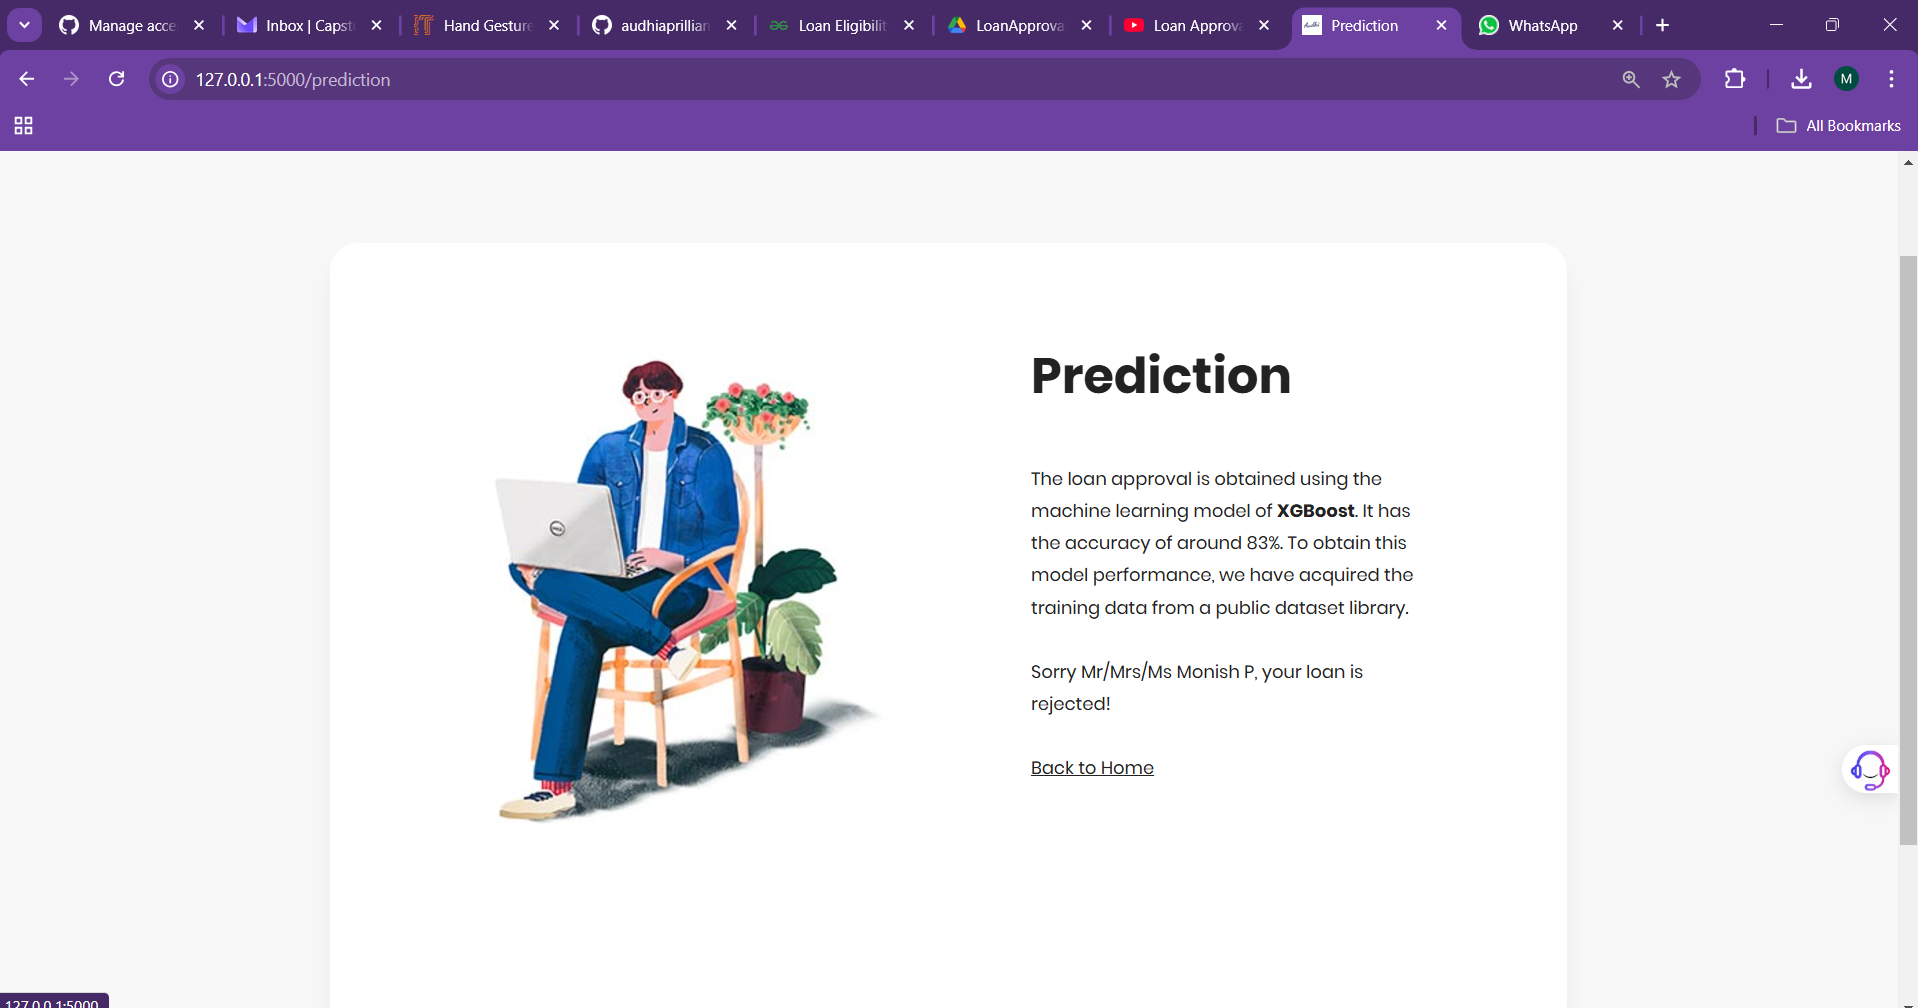 Manage acce
Inbox | Capst
Hand Gesture
audhiaprillian
Loan Eligibilit
LoanApprova
Loan Approva
Prediction
WhatsApp
127.0.0.1:5000/prediction
M
All Bookmarks
Prediction
The loan approval is obtained using the
machine learning model of XGBoost. It has
the accuracy of around 83%. To obtain this
model performance, we have acquired the
training data from a public dataset library.
Sorry Mr/Mrs/Ms Monish P, your loan is
rejected!
Back to Home
127.0.0.1:5000